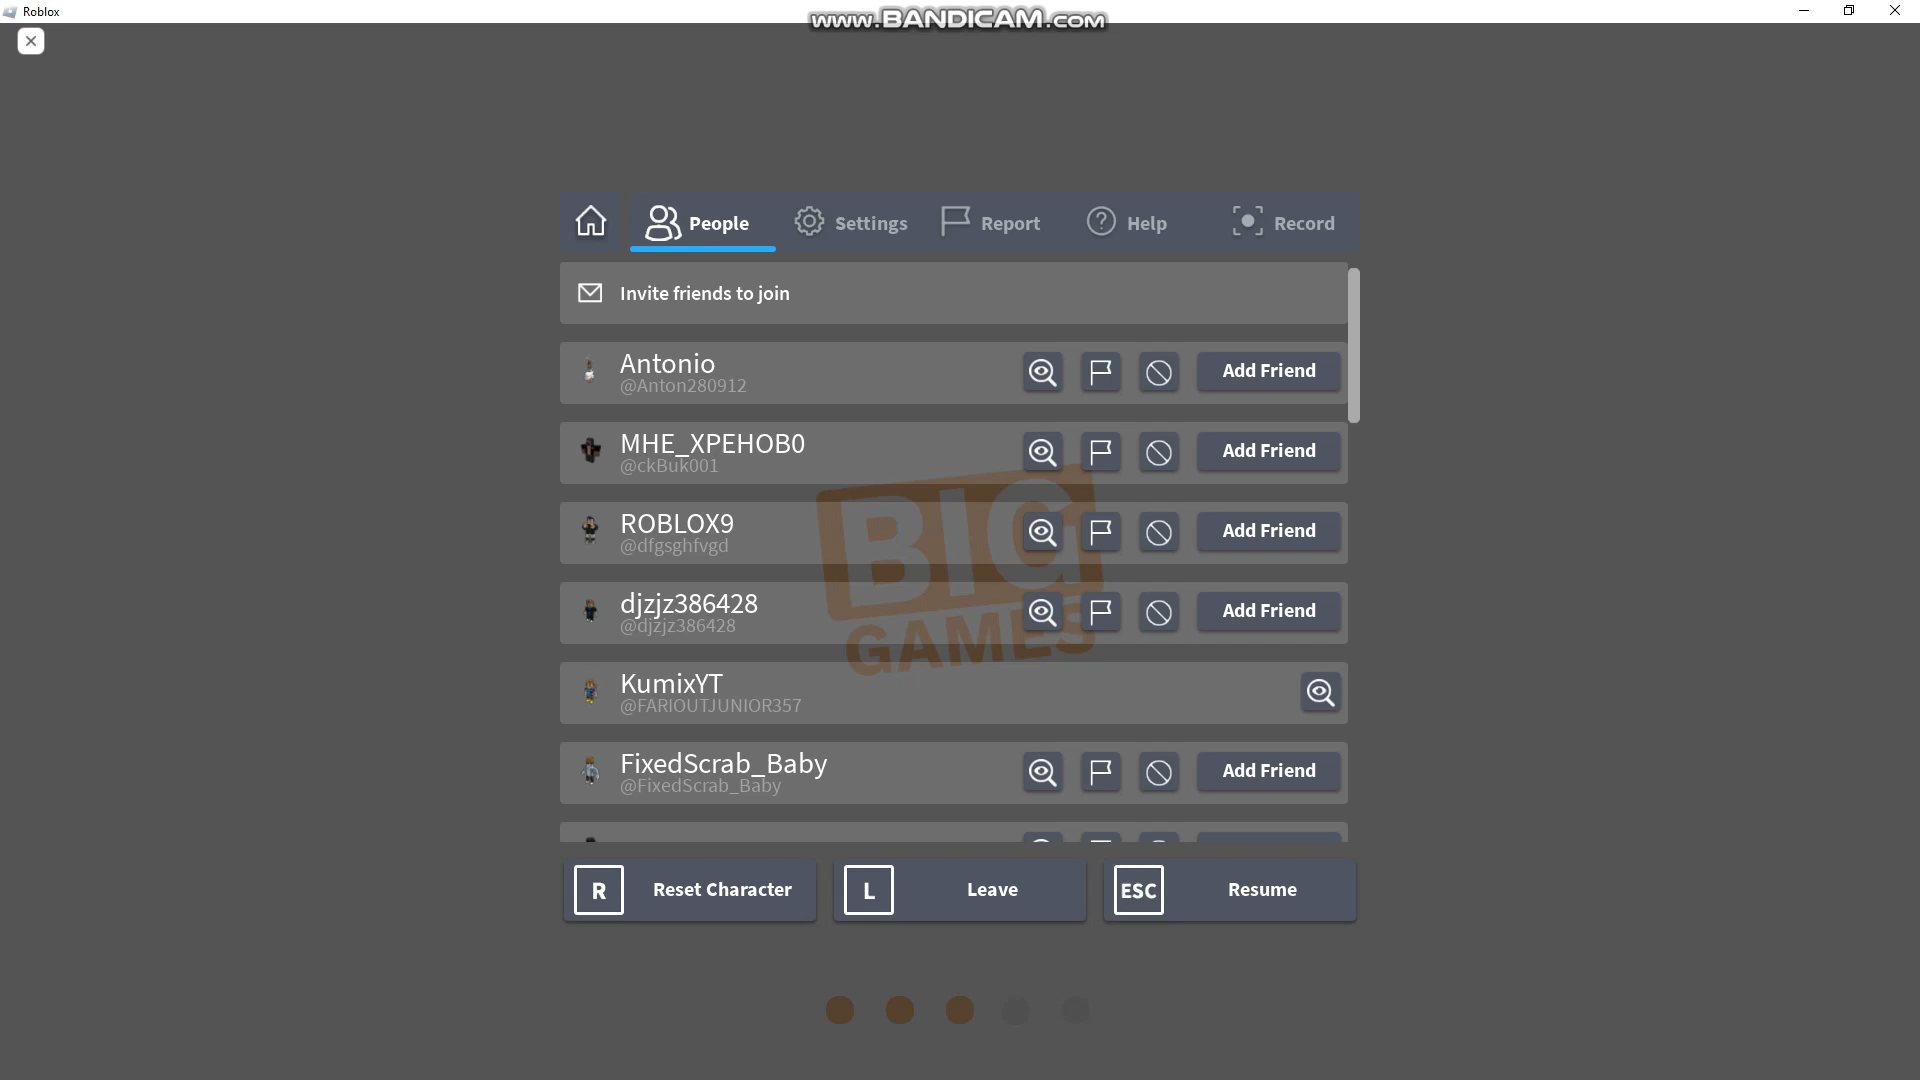 Roblox
www.BANDICAM.com
People
Settings
Report
Help
Record
Invite friends to join
Antonio
@Anton280912
Add Friend
MHE_XPEHOB0
@ckBuk001
Add Friend
ROBLOX9
@dfgsghfvgd
Add Friend
djzjz386428
@djzjz386428
Add Friend
KumixYT
@FARIOUTJUNIOR357
FixedScrab_Baby
@FixedScrab_Baby
Add Friend
BIG
GAMES
R Reset Character
L Leave
ESC Resume